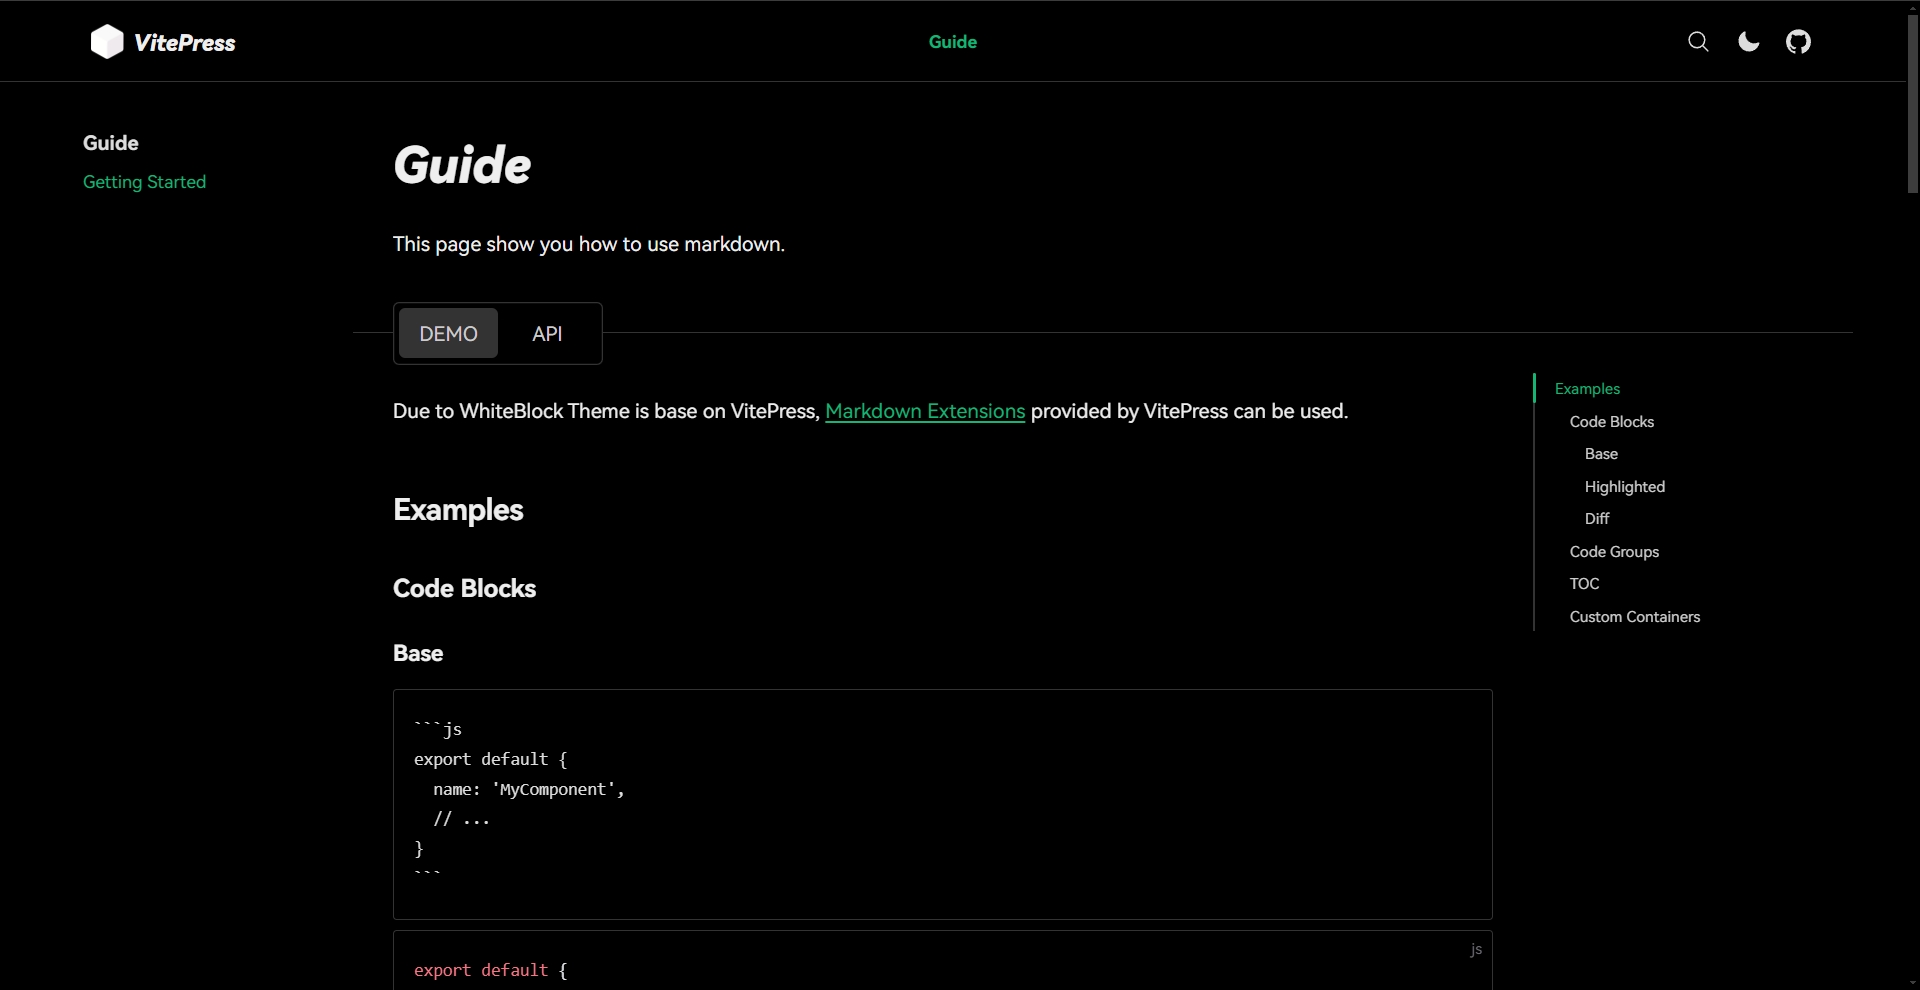 VitePress
Guide
Guide
Getting Started
Guide
This page show you how to use markdown.
DEMO API
Due to WhiteBlock Theme is base on VitePress, Markdown Extensions provided by VitePress can be used.
Examples
Code Blocks
Base
```js
export default {
  name: 'MyComponent',
  // ...
}
```
js
export default {
Examples
Code Blocks
Base
Highlighted
Diff
Code Groups
TOC
Custom Containers